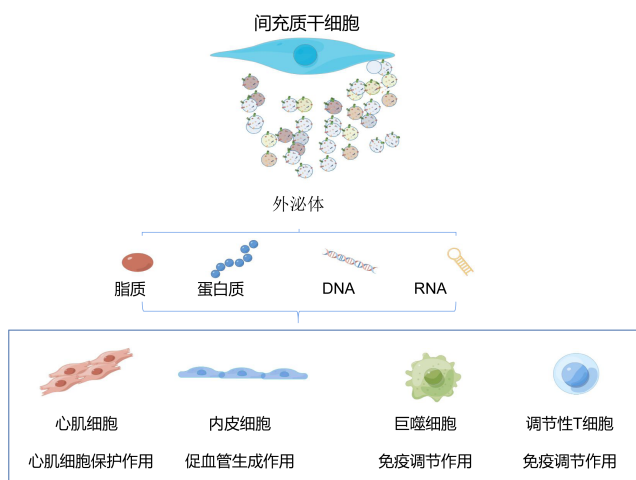 间充质干细胞
外泌体
脂质 蛋白质 DNA RNA
心肌细胞 内皮细胞 巨噬细胞 调节性T细胞
心肌细胞保护作用 促血管生成作用 免疫调节作用 免疫调节作用